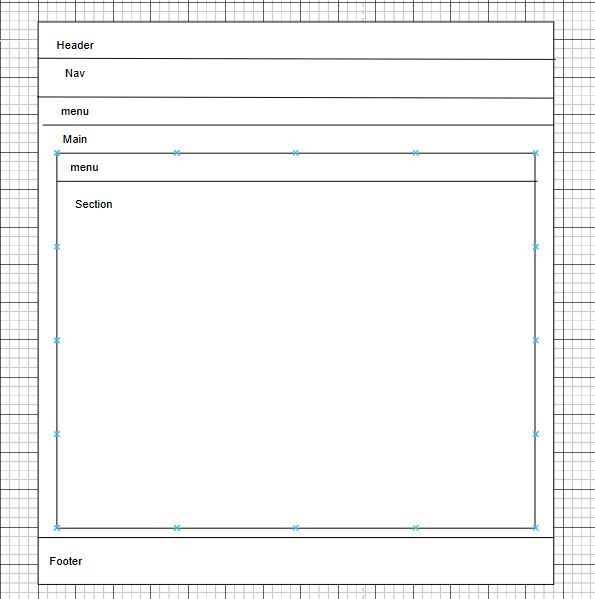 Header
Nav
menu
Main
menu
Section
Footer